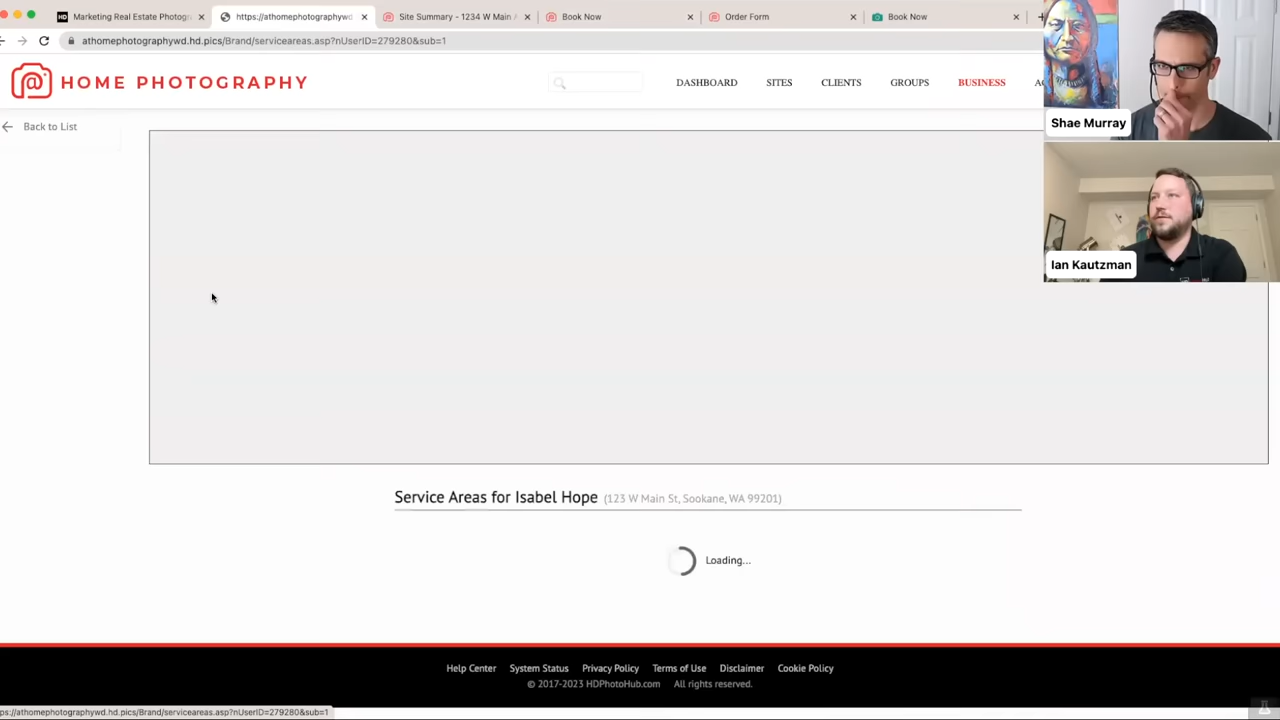 Marketing Real Estate Photogr
https://athomephotographywd
Site Summary - 1234 W Main A
Book Now
Order Form
Book Now
athomephotographywd.hd.pics/Brand/serviceareas.asp?nUserID=279280&sub=1
HOME PHOTOGRAPHY
DASHBOARD SITES CLIENTS GROUPS BUSINESS
Back to List
Shae Murray
Ian Kautzman
Service Areas for Isabel Hope (123 W Main St, Sookane, WA 99201)
Loading...
Help Center System Status Privacy Policy Terms of Use Disclaimer Cookie Policy
© 2017-2023 HDPhotoHub.com All rights reserved.
ps://athomephotographywd.hd.pics/Brand/serviceareas.asp?nUserID=279280&sub=1